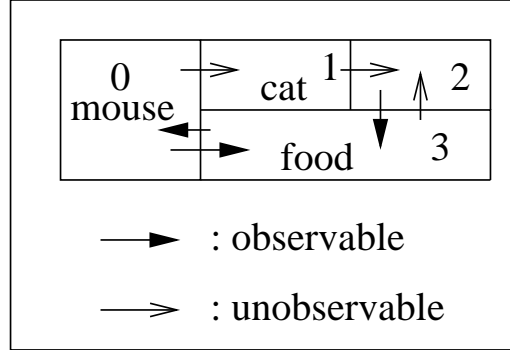 0 1 2
mouse cat
food 3
: observable
: unobservable